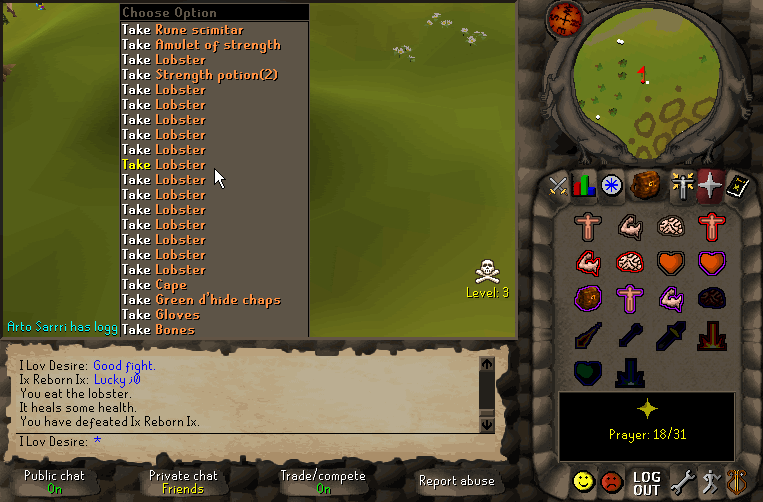 Choose Option
Take Rune scimitar
Take Amulet of strength
Take Lobster
Take Strength potion(2)
Take Lobster
Take Lobster
Take Lobster
Take Lobster
Take Lobster
Take Lobster
Take Lobster
Take Lobster
Take Lobster
Take Lobster
Take Lobster
Take Lobster
Take Lobster
Take Cape
Take Green d'hide chaps
Take Gloves
Take Bones
Level: 3
Arto Sarrri has logg
I Lov Desire: Good fight.
Ix Reborn Ix: Lucky ;0
You eat the lobster.
It heals some health.
You have defeated Ix Reborn Ix.
I Lov Desire: *
Prayer: 18/31
Public chat
On
Private chat
Friends
Trade/compete
On
Report abuse
LOG
OUT